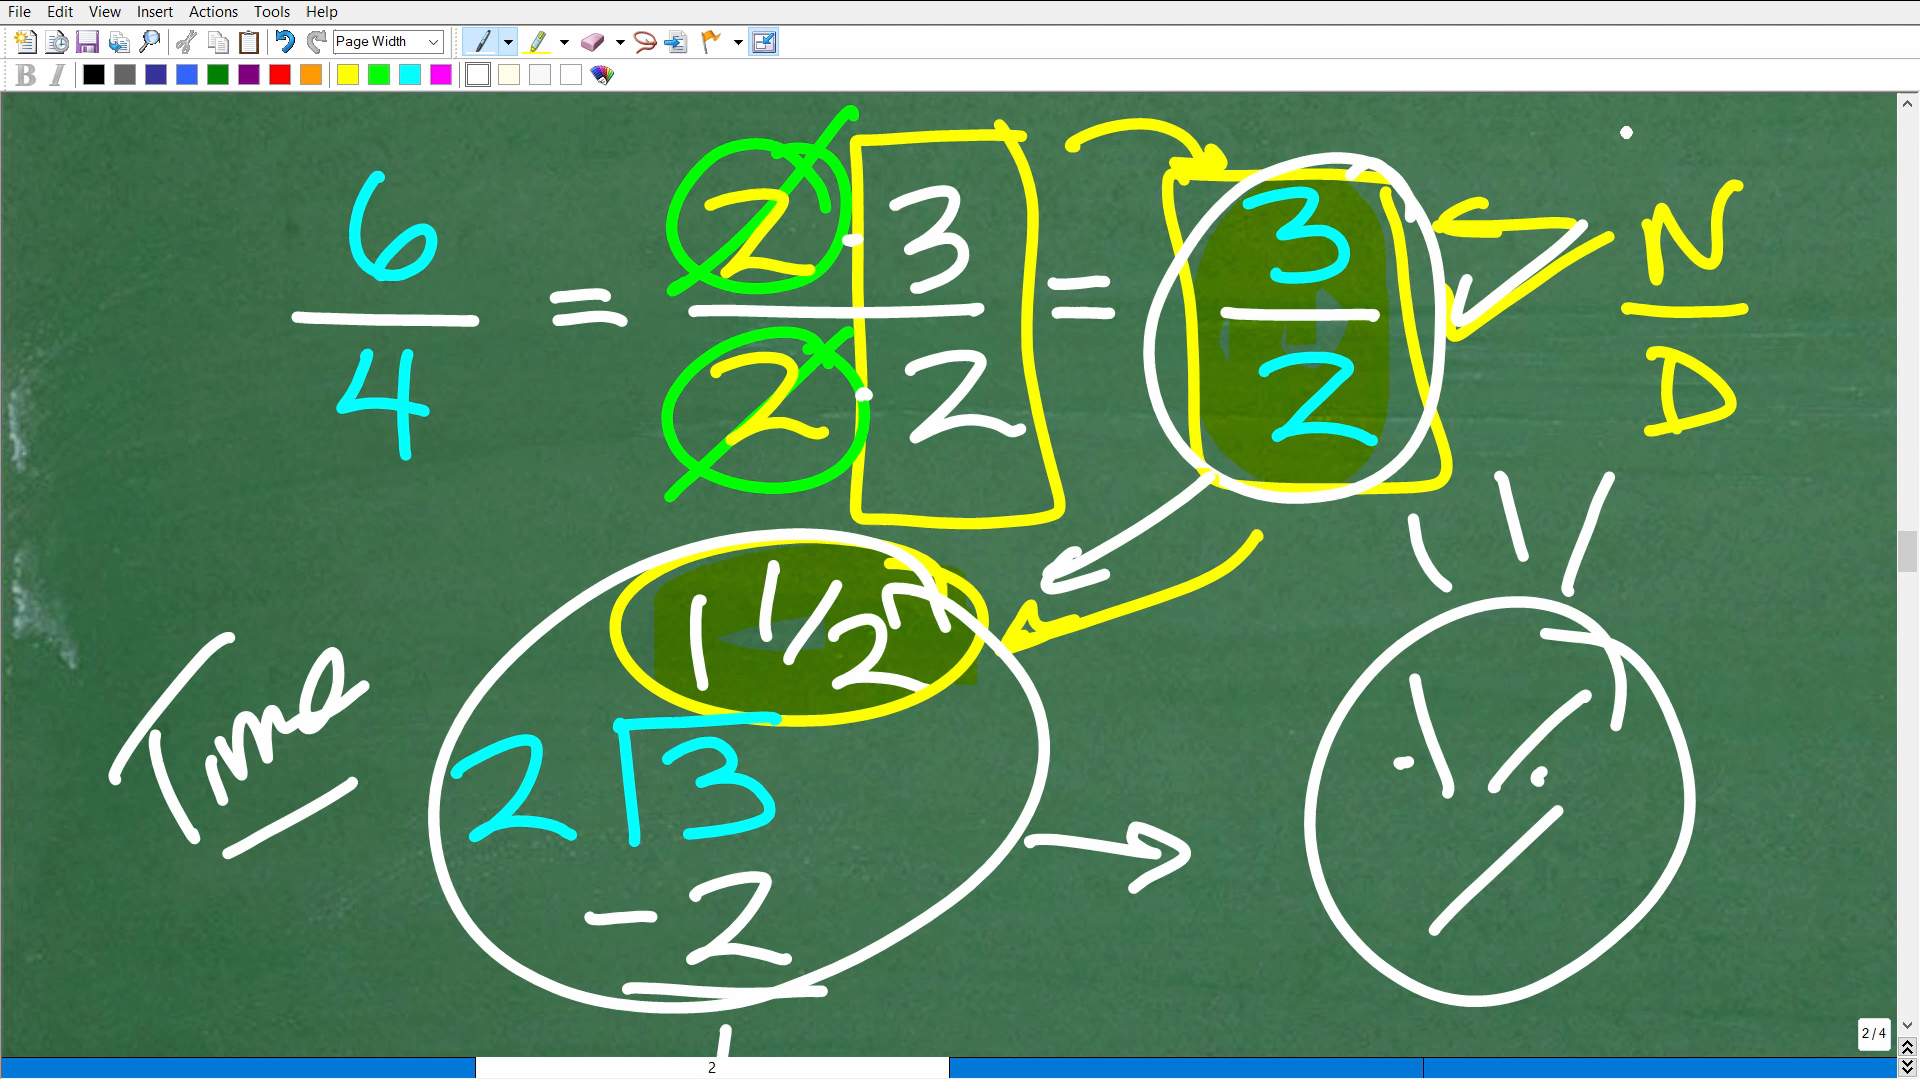 File Edit View Insert Actions Tools Help
Page Width
B I
6/4 = 2·3/2·2 = 3/2
N/D
1 1/2
Time
2 3
-2
1
2/4
2